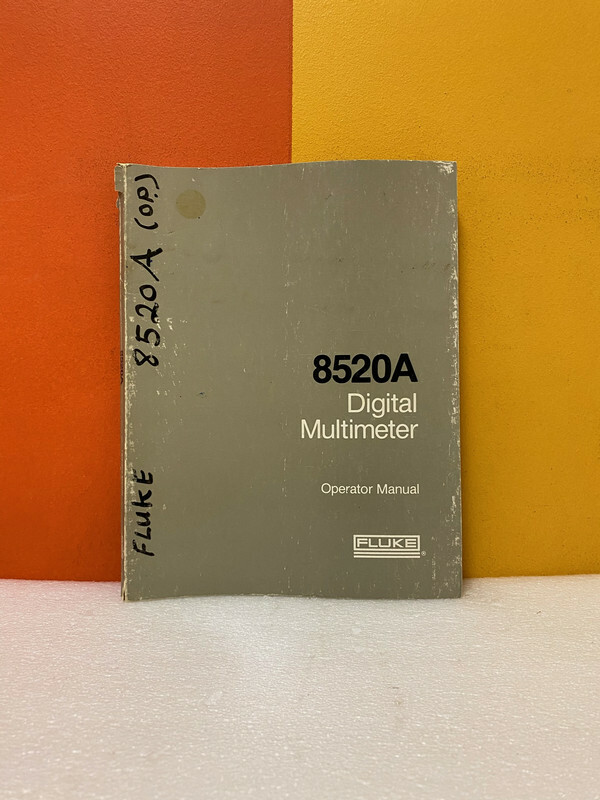 FLUKE 8520A (OP.)
8520A
Digital
Multimeter
Operator Manual
FLUKE
®